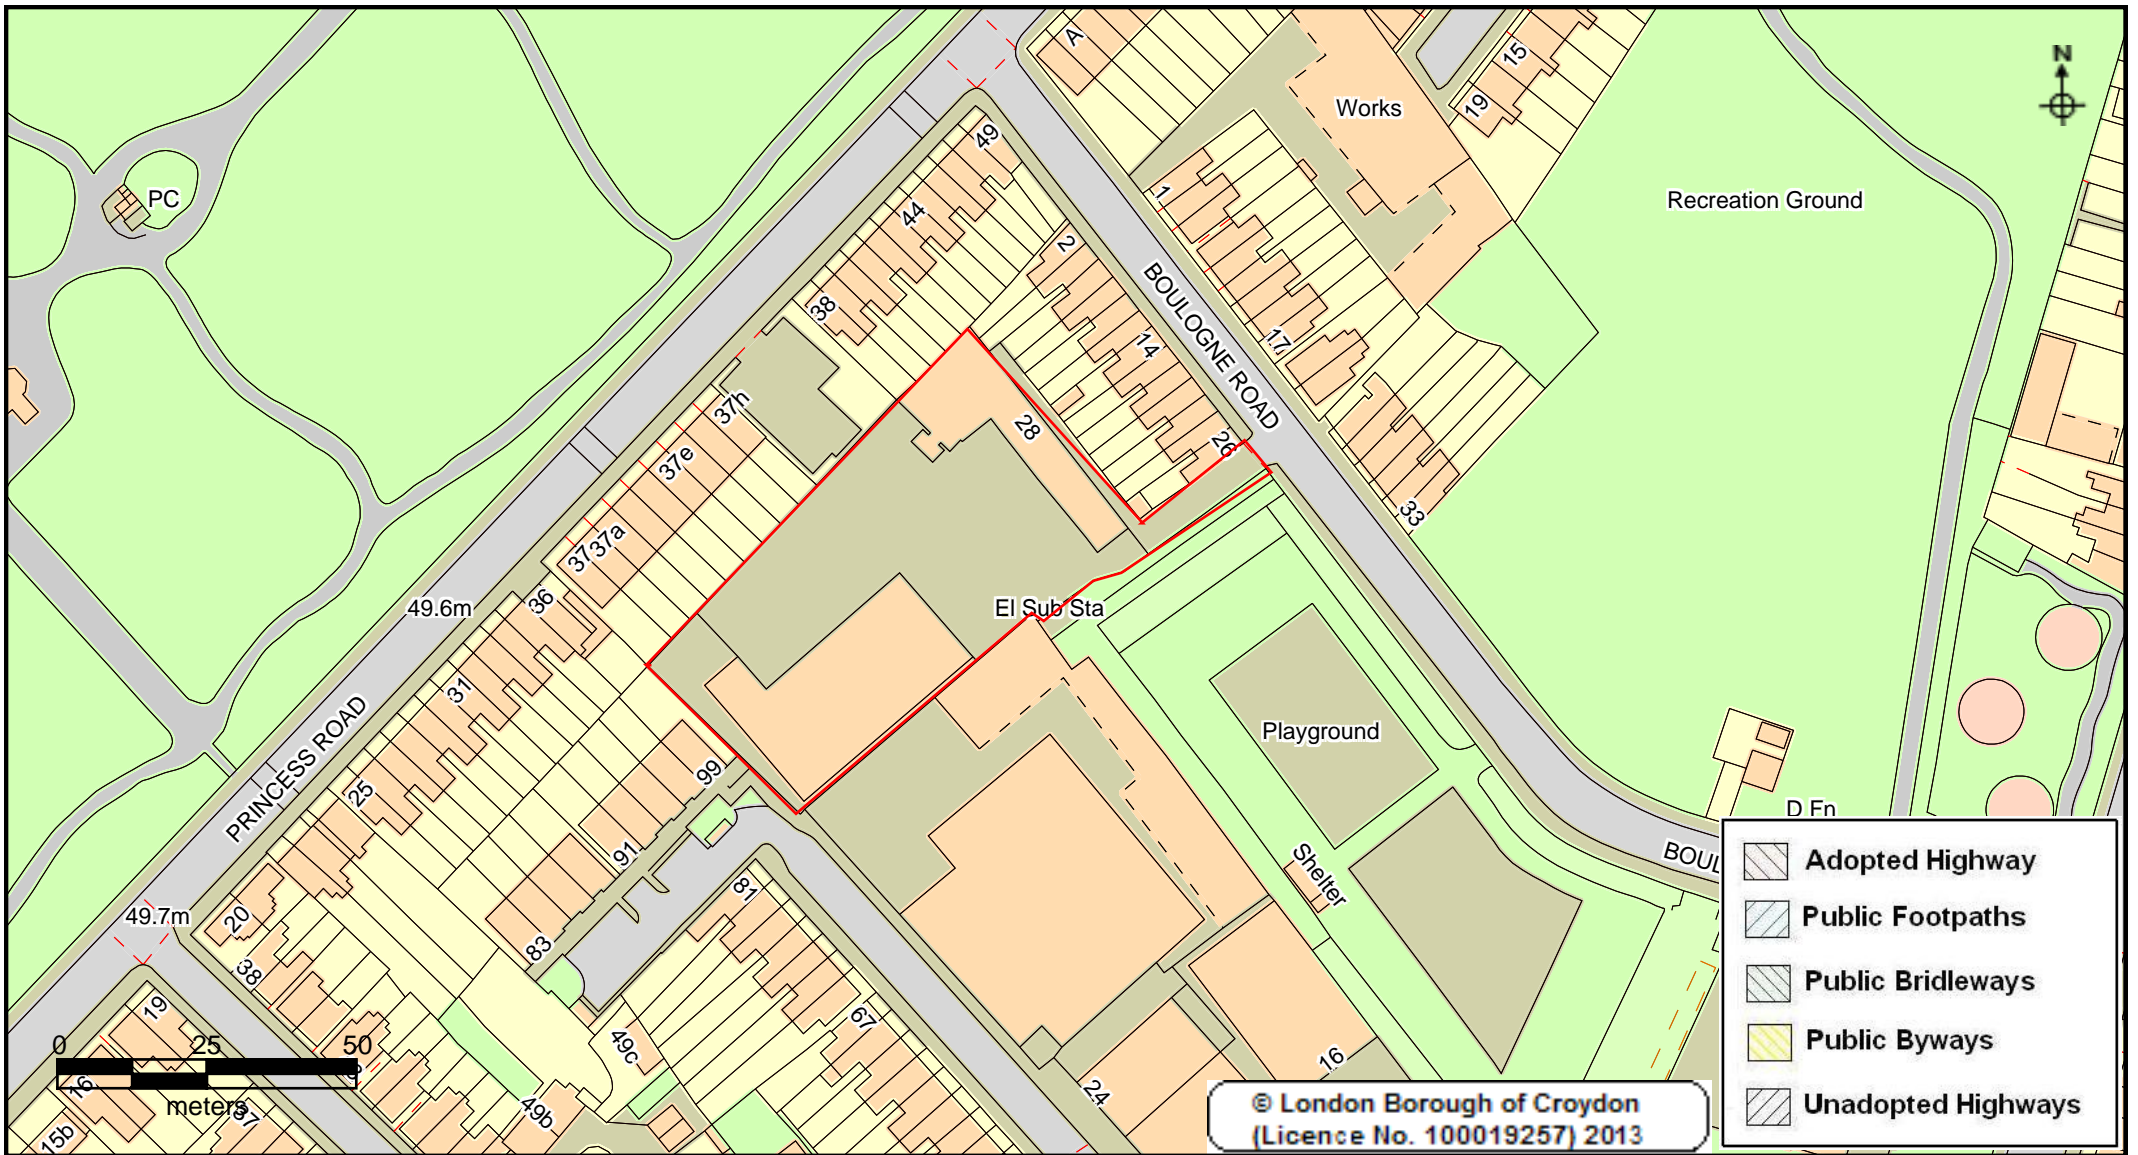 A
15
N
Works
19
49
PC
1
Recreation Ground
44
2
BOULOGNE ROAD
38
14
17
37h
28
26
37e
33
37a
37
36
49.6m
El Sub Sta
31
PRINCESS ROAD
Playground
99
25
D Fn
91
BOUL
Shelter
81
20
49.7m
83
38
19
67
49c
16
0 25 50
meters
16
37
49b
24
15b
Adopted Highway
Public Footpaths
Public Bridleways
Public Byways
Unadopted Highways
© London Borough of Croydon
(Licence No. 100019257) 2013